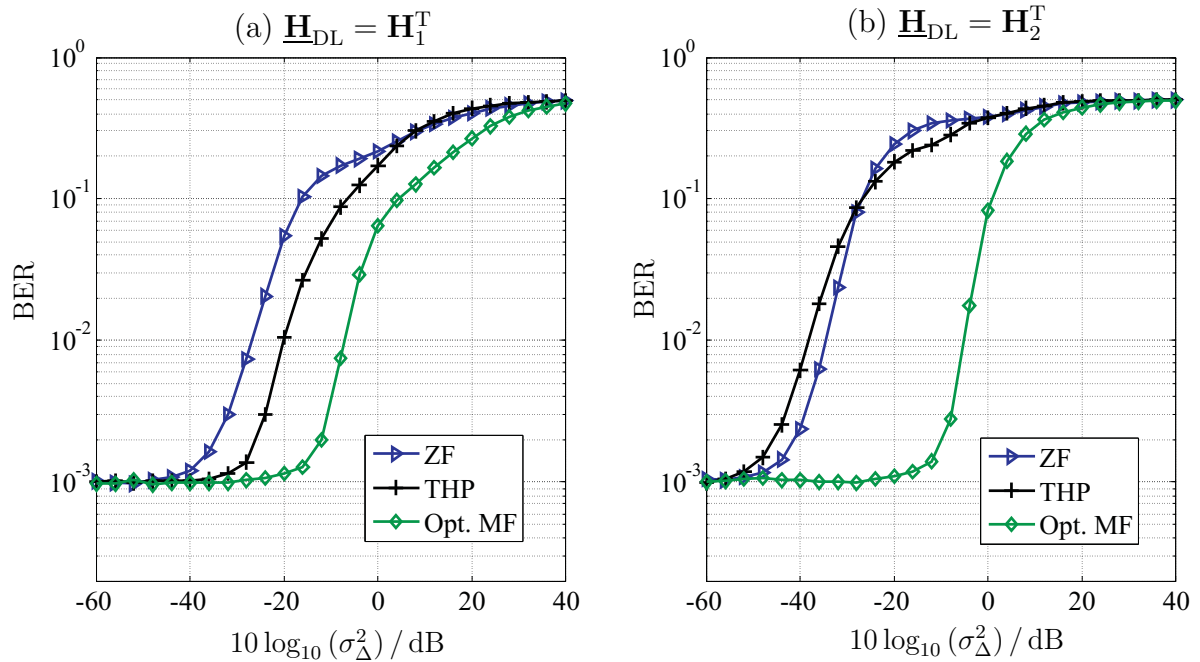 (a) H_DL = H_1^T
10^0
10^-1
10^-2
10^-3
BER
-60 -40 -20 0 20 40
10 log_10 (σ_Δ^2) / dB
ZF
THP
Opt. MF
(b) H_DL = H_2^T
10^0
10^-1
10^-2
10^-3
BER
-60 -40 -20 0 20 40
10 log_10 (σ_Δ^2) / dB
ZF
THP
Opt. MF